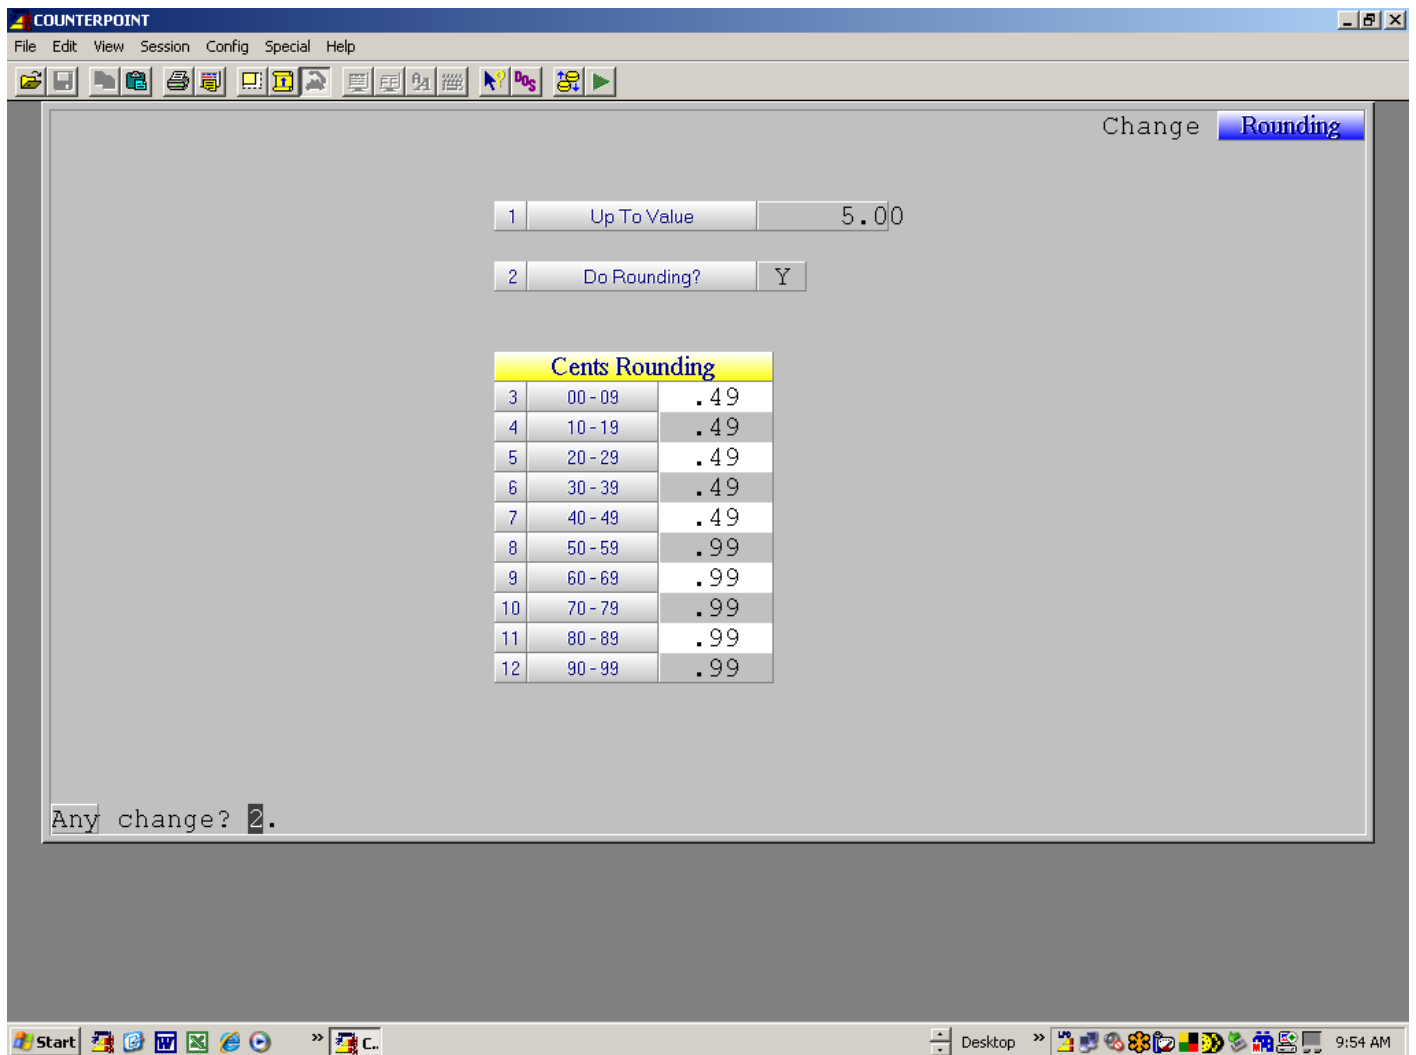 COUNTERPOINT
File Edit View Session Config Special Help
DOS
Change Rounding
1 Up To Value 5.00
2 Do Rounding? Y
Cents Rounding
3 00 - 09 .49
4 10 - 19 .49
5 20 - 29 .49
6 30 - 39 .49
7 40 - 49 .49
8 50 - 59 .99
9 60 - 69 .99
10 70 - 79 .99
11 80 - 89 .99
12 90 - 99 .99
Any change? 2.
Start » C.. Desktop » 9:54 AM